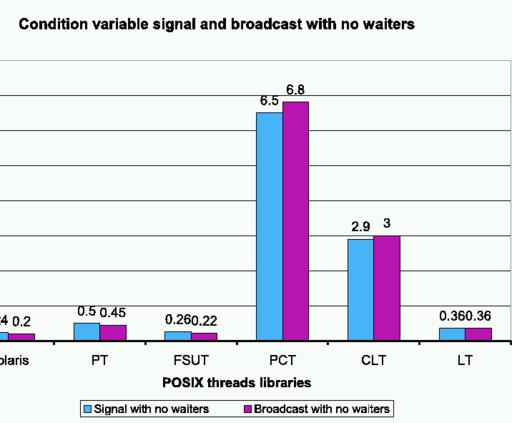 Condition variable signal and broadcast with no waiters
6.8
6.5
2.9 3
0.5 0.45
0.26 0.22
0.36 0.36
4 0.2
olaris PT FSUT PCT CLT LT
POSIX threads libraries
Signal with no waiters Broadcast with no waiters